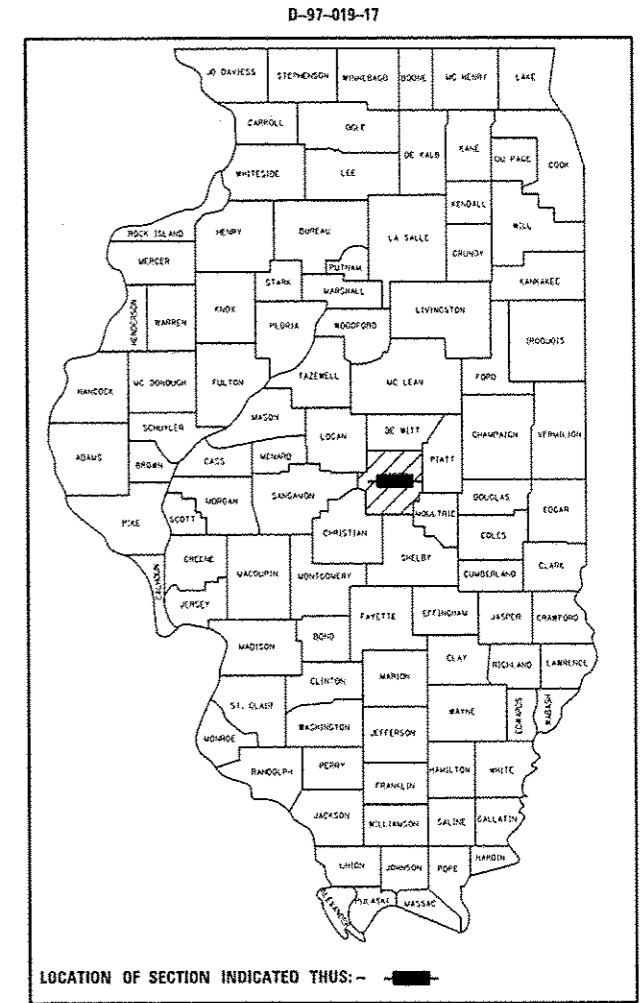 D-97-019-17
JO DAVIESS STEPHENSON WINNEBAGO BOONE MC HENRY LAKE
CARROLL OGLE DE KALB KANE DU PAGE COOK
WHITESIDE LEE KENDALL WILL
ROCK ISLAND HENRY BUREAU LA SALLE GRUNDY
MERCER PUTNAM KANKAKEE
STARK MARSHALL LIVINGSTON
HENDERSON WARREN KNOX PEORIA WOODFORD IROQUOIS
HANCOCK MC DONOUGH FULTON TAZEWELL MC LEAN FORD
SCHUYLER MASON LOGAN DE WITT CHAMPAIGN VERMILION
ADAMS BROWN CASS MENARD PIATT
PIKE SCOTT MORGAN SANGAMON MOULTRIE DOUGLAS EDGAR
CHRISTIAN COLES
CALHOUN GREENE MACOUPIN MONTGOMERY SHELBY CUMBERLAND CLARK
JERSEY FAYETTE EFFINGHAM JASPER CRAWFORD
MADISON BOND CLAY RICHLAND LAWRENCE
ST. CLAIR CLINTON MARION WAYNE EDWARDS WABASH
MONROE WASHINGTON JEFFERSON
RANDOLPH PERRY FRANKLIN HAMILTON WHITE
JACKSON WILLIAMSON SALINE GALLATIN
UNION JOHNSON POPE HARDIN
ALEXANDER PULASKI MASSAC
LOCATION OF SECTION INDICATED THUS: -